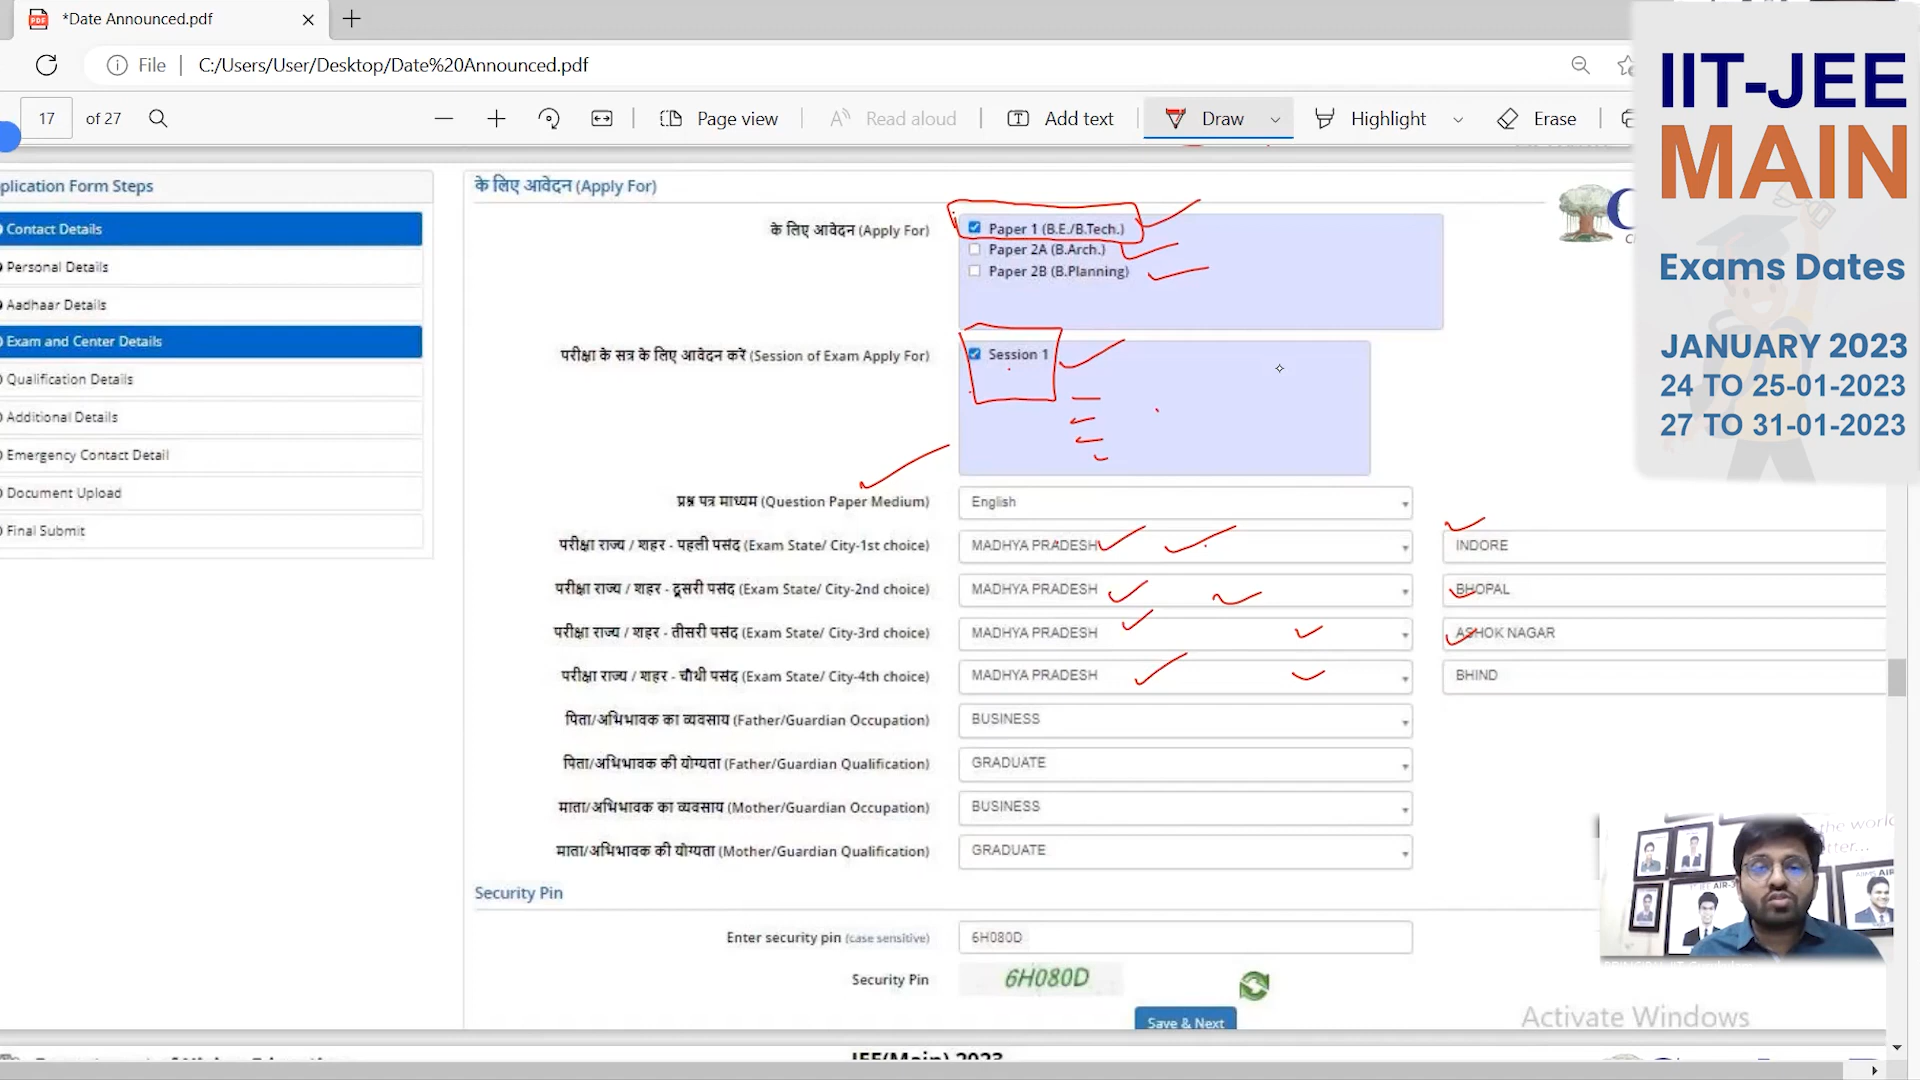 *Date Announced.pdf
File
C:/Users/User/Desktop/Date%20Announced.pdf
17 of 27
Page view
Read aloud
Add text
Draw
Highlight
Erase
IIT-JEE
MAIN
Exams Dates
JANUARY 2023
24 TO 25-01-2023
27 TO 31-01-2023
plication Form Steps
Contact Details
Personal Details
Aadhaar Details
Exam and Center Details
Qualification Details
Additional Details
Emergency Contact Detail
Document Upload
Final Submit
के लिए आवेदन (Apply For)
के लिए आवेदन (Apply For)
Paper 1 (B.E./B.Tech.)
Paper 2A (B.Arch.)
Paper 2B (B.Planning)
परीक्षा के सत्र के लिए आवेदन करें (Session of Exam Apply For)
Session 1
प्रश्न पत्र माध्यम (Question Paper Medium) English
परीक्षा राज्य / शहर - पहली पसंद (Exam State/ City-1st choice) MADHYA PRADESH INDORE
परीक्षा राज्य / शहर - दूसरी पसंद (Exam State/ City-2nd choice) MADHYA PRADESH BHOPAL
परीक्षा राज्य / शहर - तीसरी पसंद (Exam State/ City-3rd choice) MADHYA PRADESH ASHOK NAGAR
परीक्षा राज्य / शहर - चौथी पसंद (Exam State/ City-4th choice) MADHYA PRADESH BHIND
पिता/अभिभावक का व्यवसाय (Father/Guardian Occupation) BUSINESS
पिता/अभिभावक की योग्यता (Father/Guardian Qualification) GRADUATE
माता/अभिभावक का व्यवसाय (Mother/Guardian Occupation) BUSINESS
माता/अभिभावक की योग्यता (Mother/Guardian Qualification) GRADUATE
Security Pin
Enter security pin (case sensitive) 6H080D
Security Pin 6H080D
Save & Next
the world
AIR
Activate Windows
JEE(Main) 2023